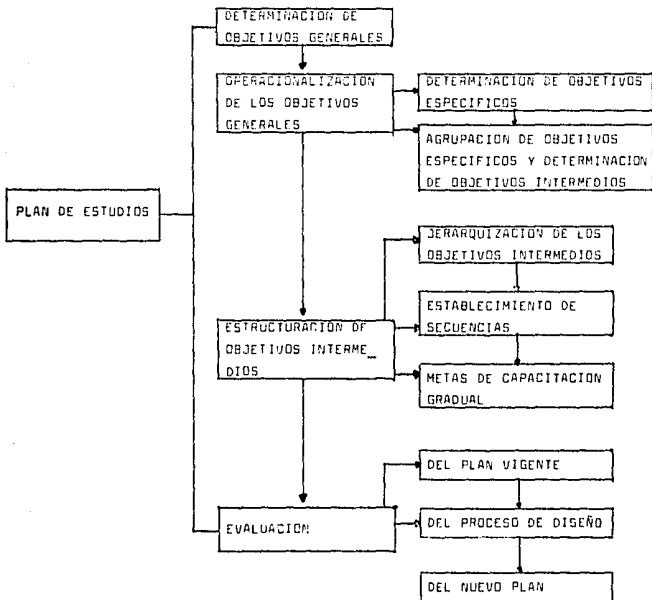 DETERMINACION DE
OBJETIVOS GENERALES
OPERACIONALIZACIÓN
DE LOS OBJETIVOS
GENERALES
DETERMINACION DE OBJETIVOS
ESPECIFICOS
AGRUPACION DE OBJETIVOS
ESPECIFICOS Y DETERMINACION
DE OBJETIVOS INTERMEDIOS
PLAN DE ESTUDIOS
JERARQUIZACION DE LOS
OBJETIVOS INTERMEDIOS
ESTABLECIMIENTO DE
SECUENCIAS
ESTRUCTURACION DE
OBJETIVOS INTERME_
DIOS
METAS DE CAPACITACION
GRADUAL
DEL PLAN VIGENTE
EVALUACION
DEL PROCESO DE DISEÑO
DEL NUEVO PLAN